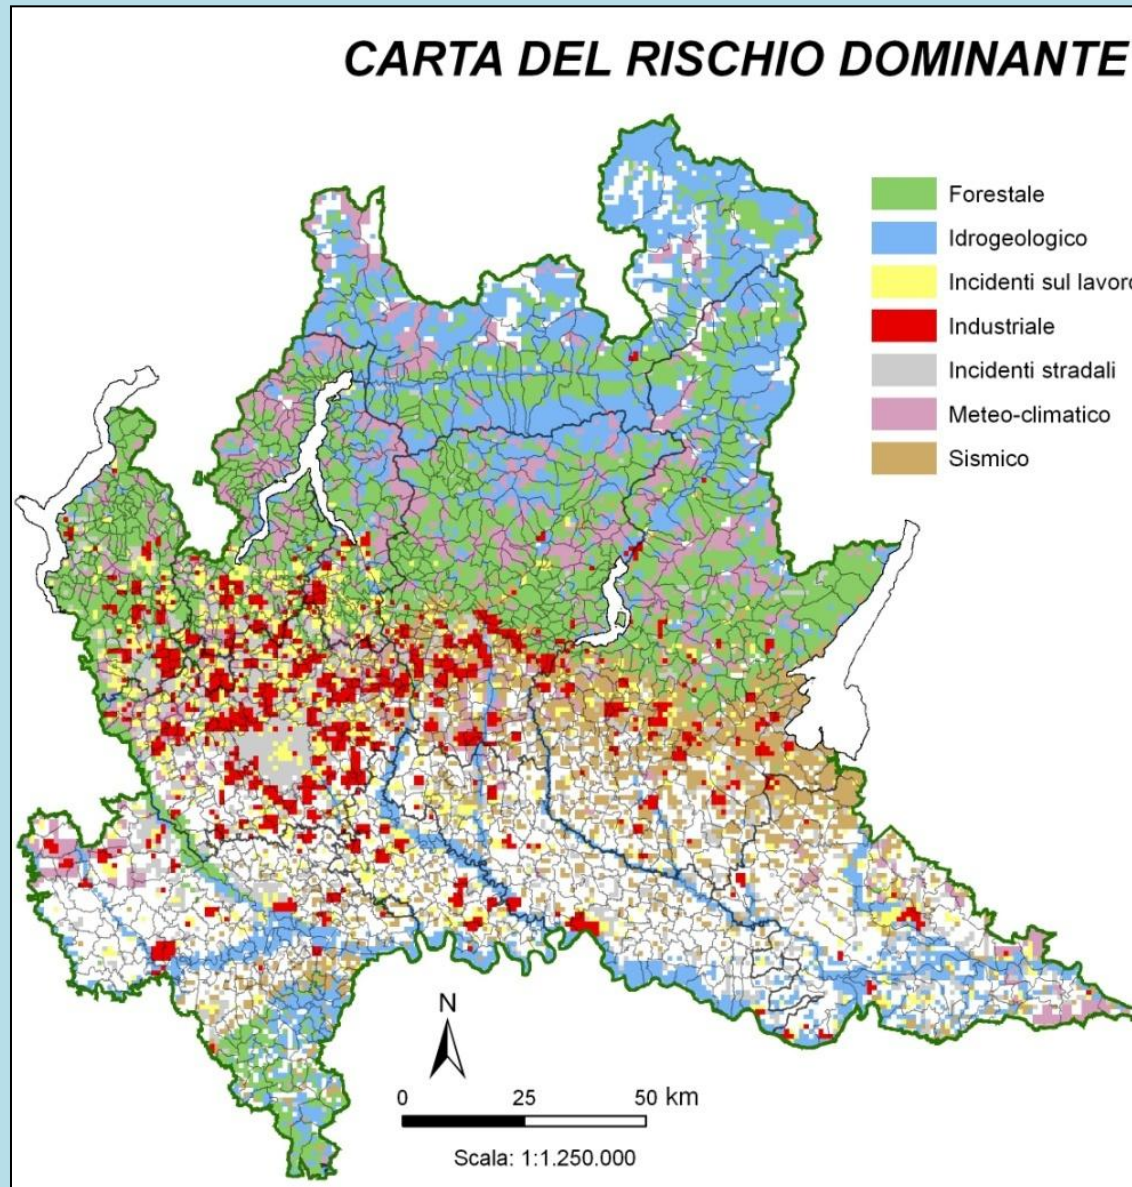 CARTA DEL RISCHIO DOMINANTE
Forestale
Idrogeologico
Incidenti sul lavoro
Industriale
Incidenti stradali
Meteo-climatico
Sismico
N
0 25 50 km
Scala: 1:1.250.000